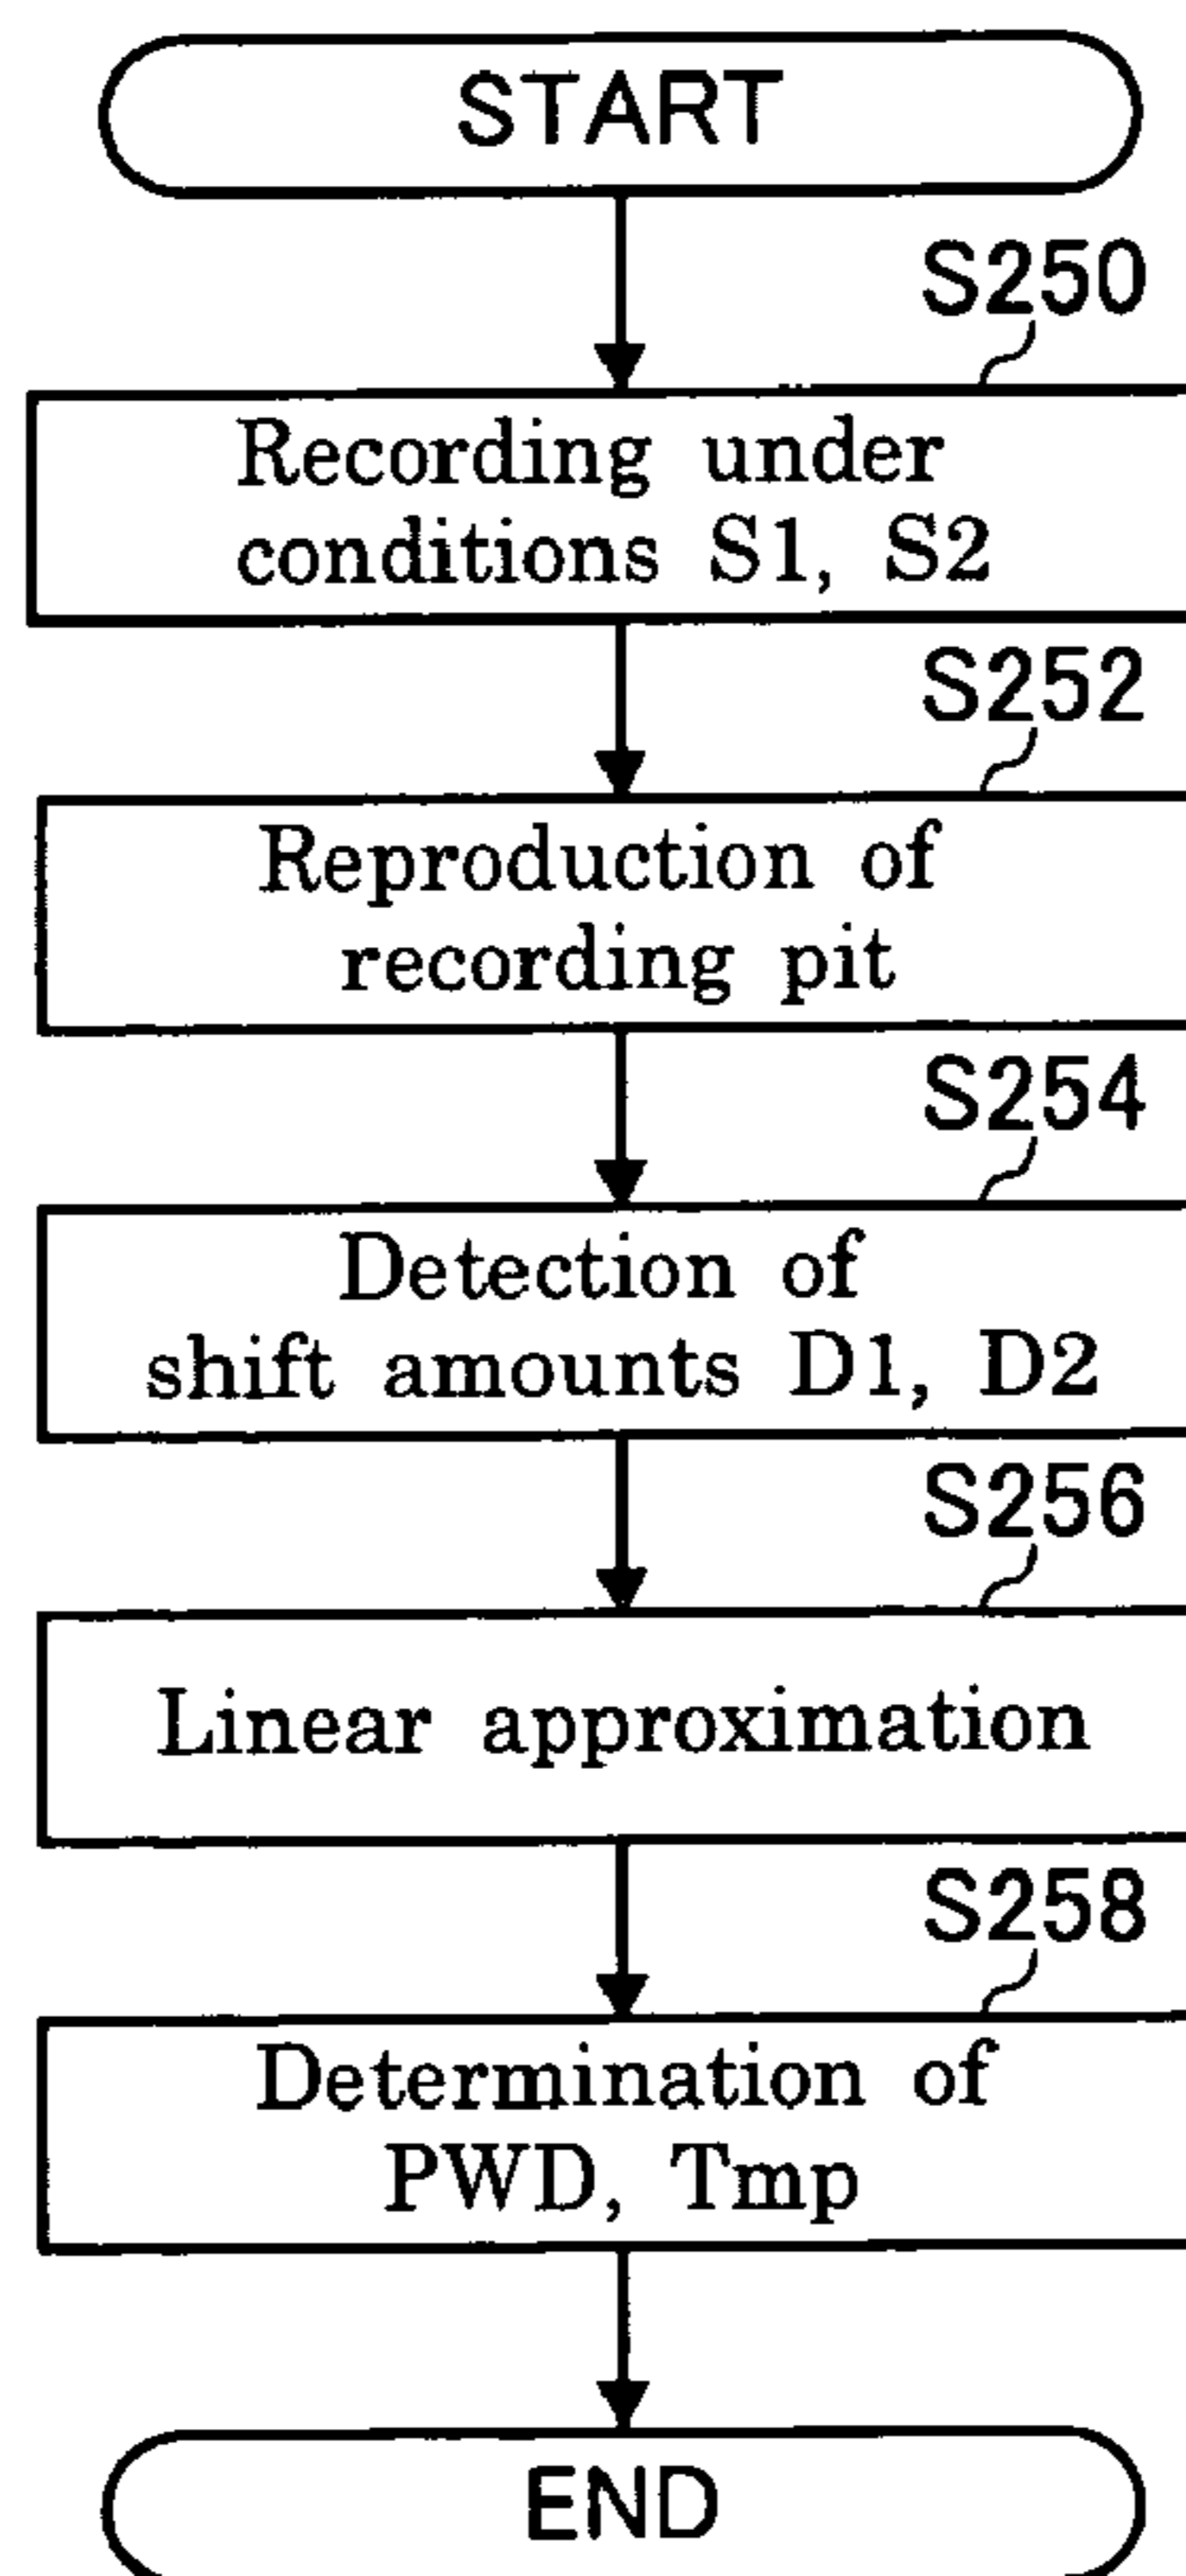 START
S250
Recording under
conditions S1, S2
S252
Reproduction of
recording pit
S254
Detection of
shift amounts D1, D2
S256
Linear approximation
S258
Determination of
PWD, Tmp
END